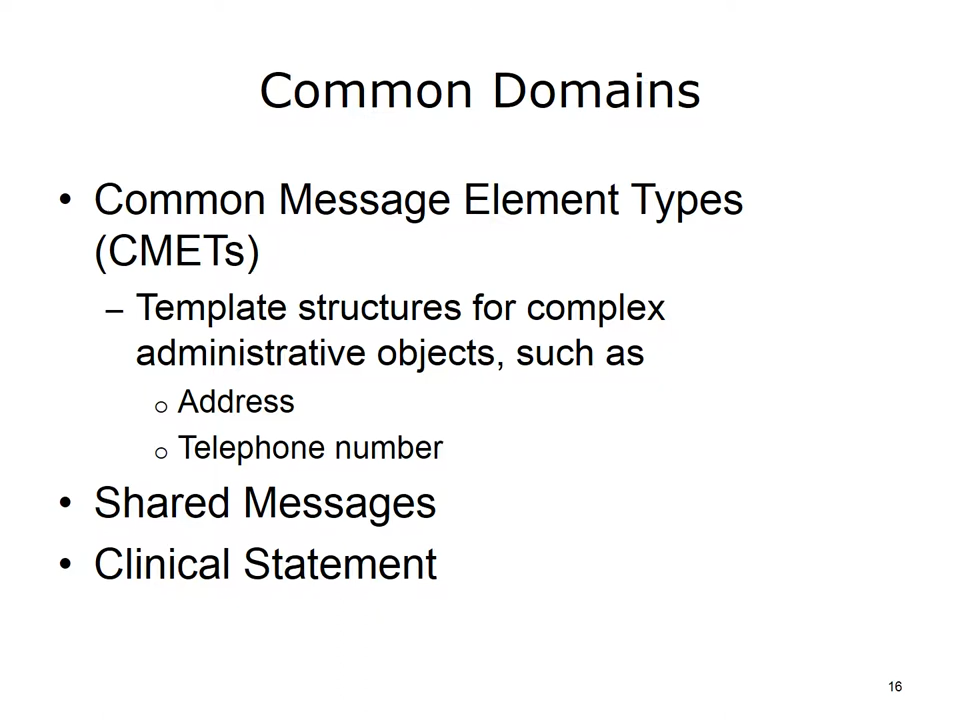 Common Domains
• Common Message Element Types
(CMETs)
– Template structures for complex
administrative objects, such as
o Address
o Telephone number
• Shared Messages
• Clinical Statement
16